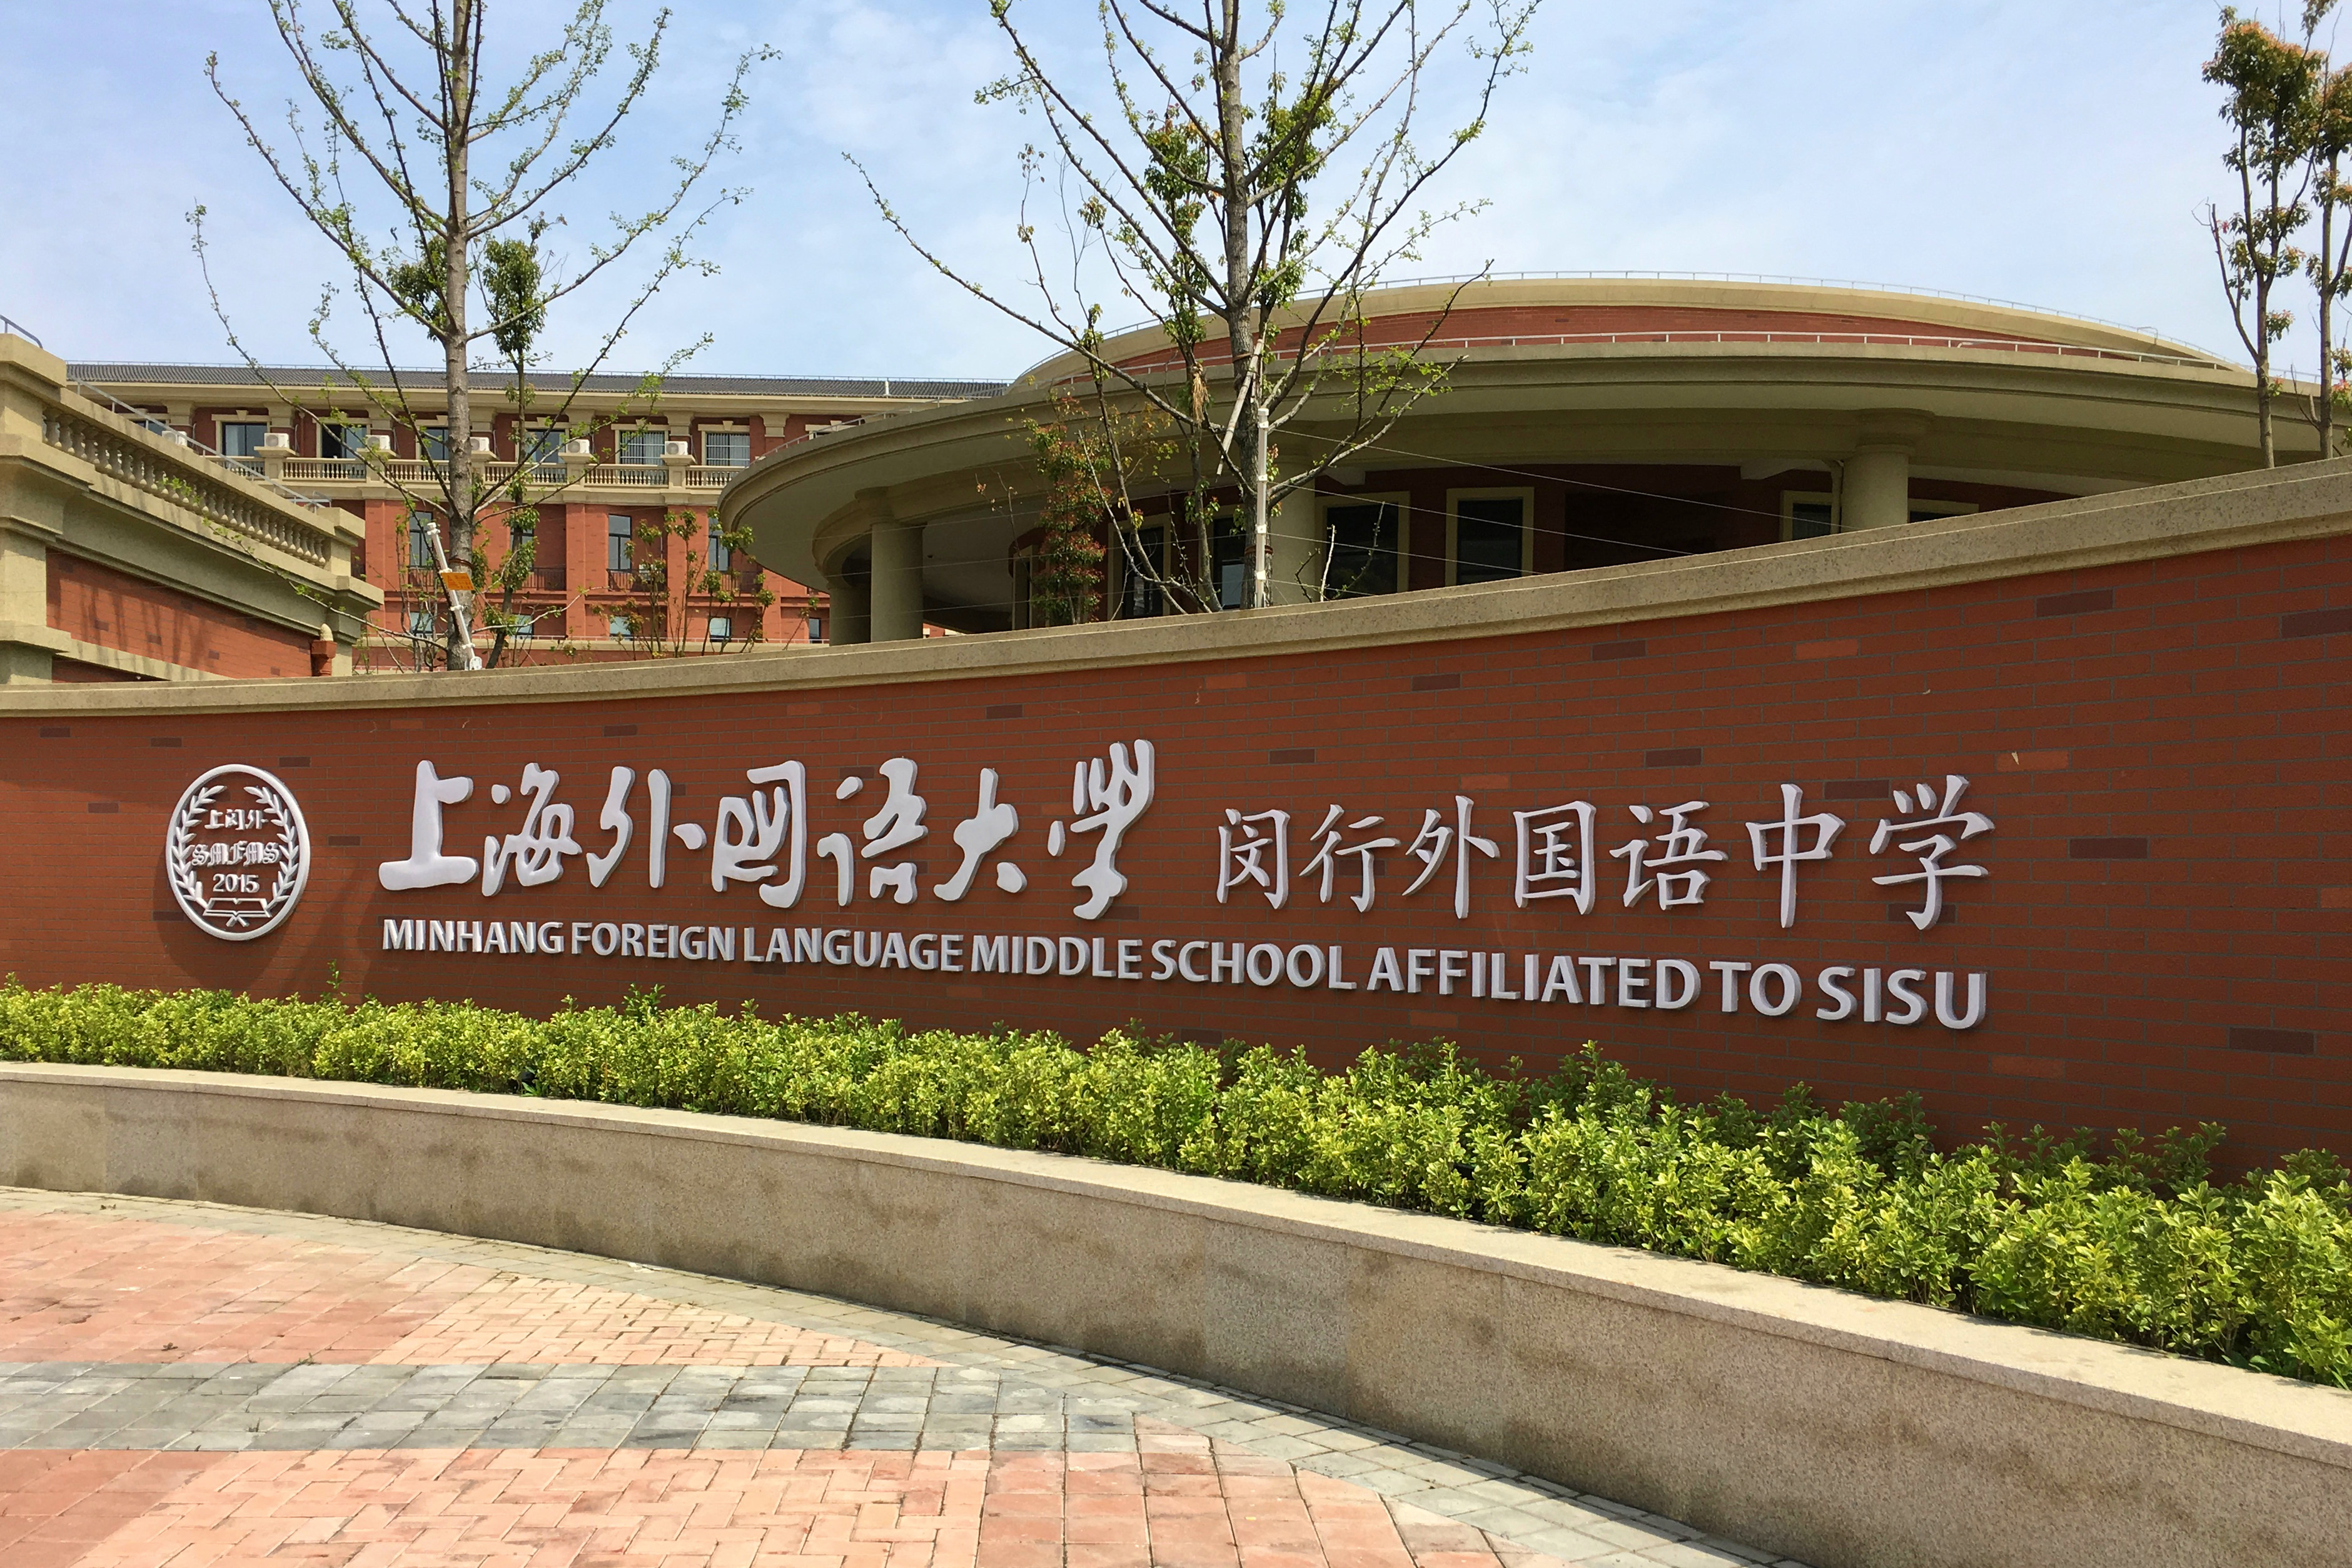 上闵外
SMFMS
2015
上海外国语大学 闵行外国语中学
MINHANG FOREIGN LANGUAGE MIDDLE SCHOOL AFFILIATED TO SISU